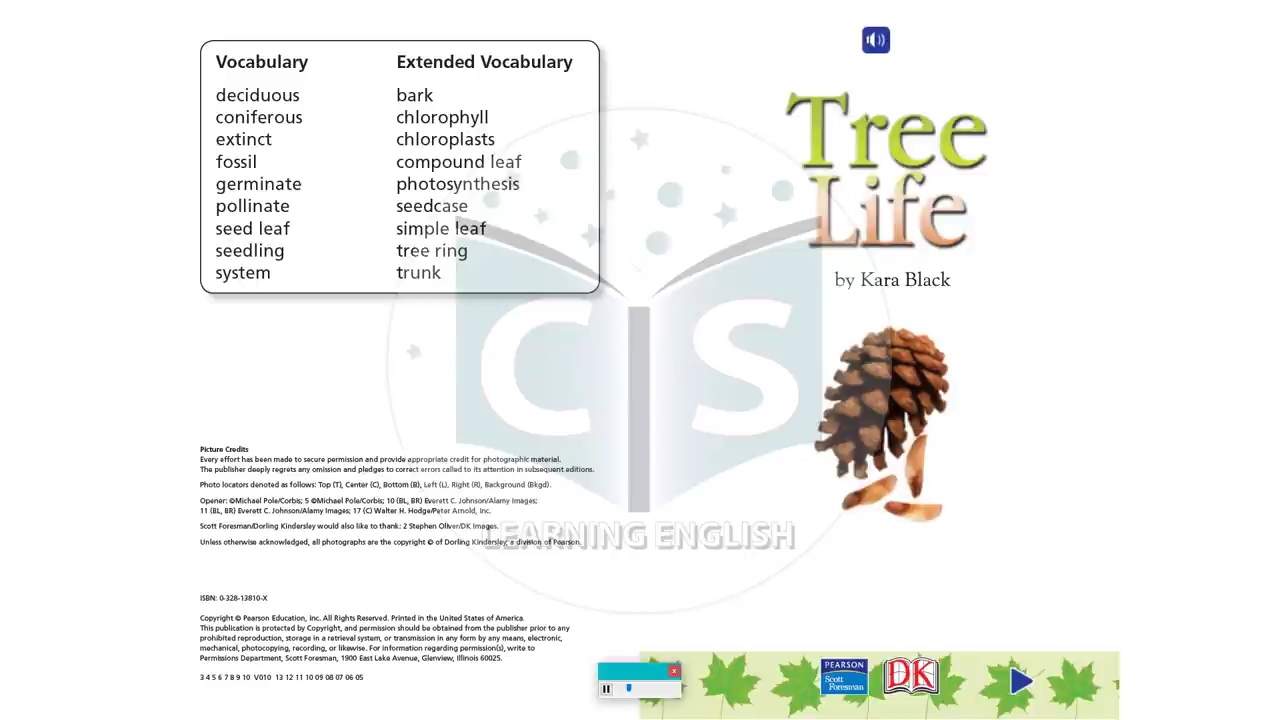 Vocabulary
deciduous
coniferous
extinct
fossil
germinate
pollinate
seed leaf
seedling
system
Extended Vocabulary
bark
chlorophyll
chloroplasts
compound leaf
photosynthesis
seedcase
simple leaf
tree ring
trunk
Picture Credits
Every effort has been made to secure permission and provide appropriate credit for photographic material.
The publisher deeply regrets any omission and pledges to correct errors called to its attention in subsequent editions.
Photo locators denoted as follows: Top (T), Center (C), Bottom (B), Left (L), Right (R), Background (Bkgd).
Opener: ©Michael Pole/Corbis; 5 ©Michael Pole/Corbis; 10 (BL, BR) Everett C. Johnson/Alamy Images;
11 (BL, BR) Everett C. Johnson/Alamy Images; 17 (C) Walter H. Hodge/Peter Arnold, Inc.
Scott Foresman/Dorling Kindersley would also like to thank: 2 Stephen Oliver/DK Images.
Unless otherwise acknowledged, all photographs are the copyright © of Dorling Kindersley, a division of Pearson.
ISBN: 0-328-13810-X
Copyright © Pearson Education, Inc. All Rights Reserved. Printed in the United States of America.
This publication is protected by Copyright, and permission should be obtained from the publisher prior to any
prohibited reproduction, storage in a retrieval system, or transmission in any form by any means, electronic,
mechanical, photocopying, recording, or likewise. For information regarding permission(s), write to
Permissions Department, Scott Foresman, 1900 East Lake Avenue, Glenview, Illinois 60025.
3 4 5 6 7 8 9 10 V010 13 12 11 10 09 08 07 06 05
Tree
Life
by Kara Black
C S
LEARNING ENGLISH
PEARSON
Scott
Foresman
DK